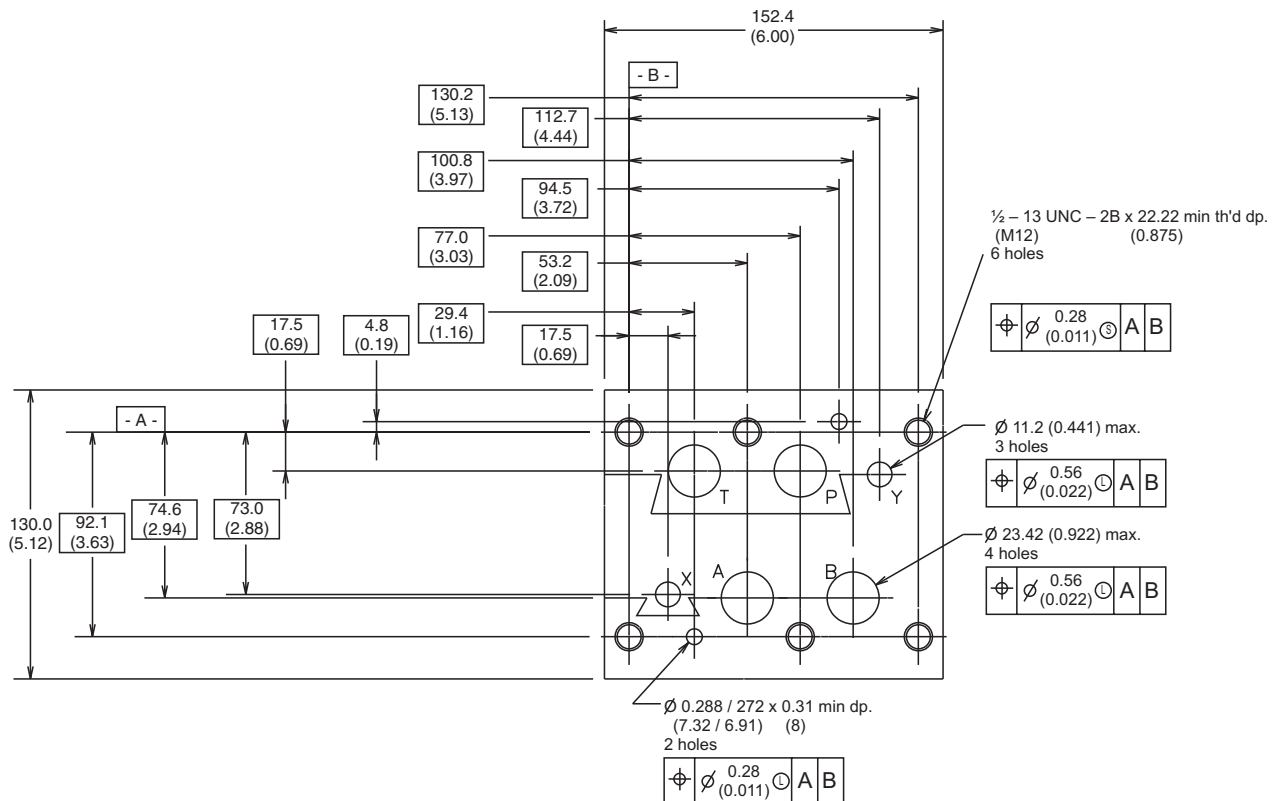 152.4
(6.00)
- B -
130.2
(5.13)
112.7
(4.44)
100.8
(3.97)
94.5
(3.72)
77.0
(3.03)
53.2
(2.09)
29.4
(1.16)
17.5
(0.69)
4.8
(0.19)
17.5
(0.69)
½ – 13 UNC – 2B x 22.22 min th'd dp.
(M12) (0.875)
6 holes
⌖ Ø 0.28 (0.011) Ⓢ A B
- A -
Ø 11.2 (0.441) max.
3 holes
⌖ Ø 0.56 (0.022) Ⓛ A B
T P Y
130.0
(5.12)
92.1
(3.63)
74.6
(2.94)
73.0
(2.88)
Ø 23.42 (0.922) max.
4 holes
⌖ Ø 0.56 (0.022) Ⓛ A B
X A B
Ø 0.288 / 272 x 0.31 min dp.
(7.32 / 6.91) (8)
2 holes
⌖ Ø 0.28 (0.011) Ⓛ A B